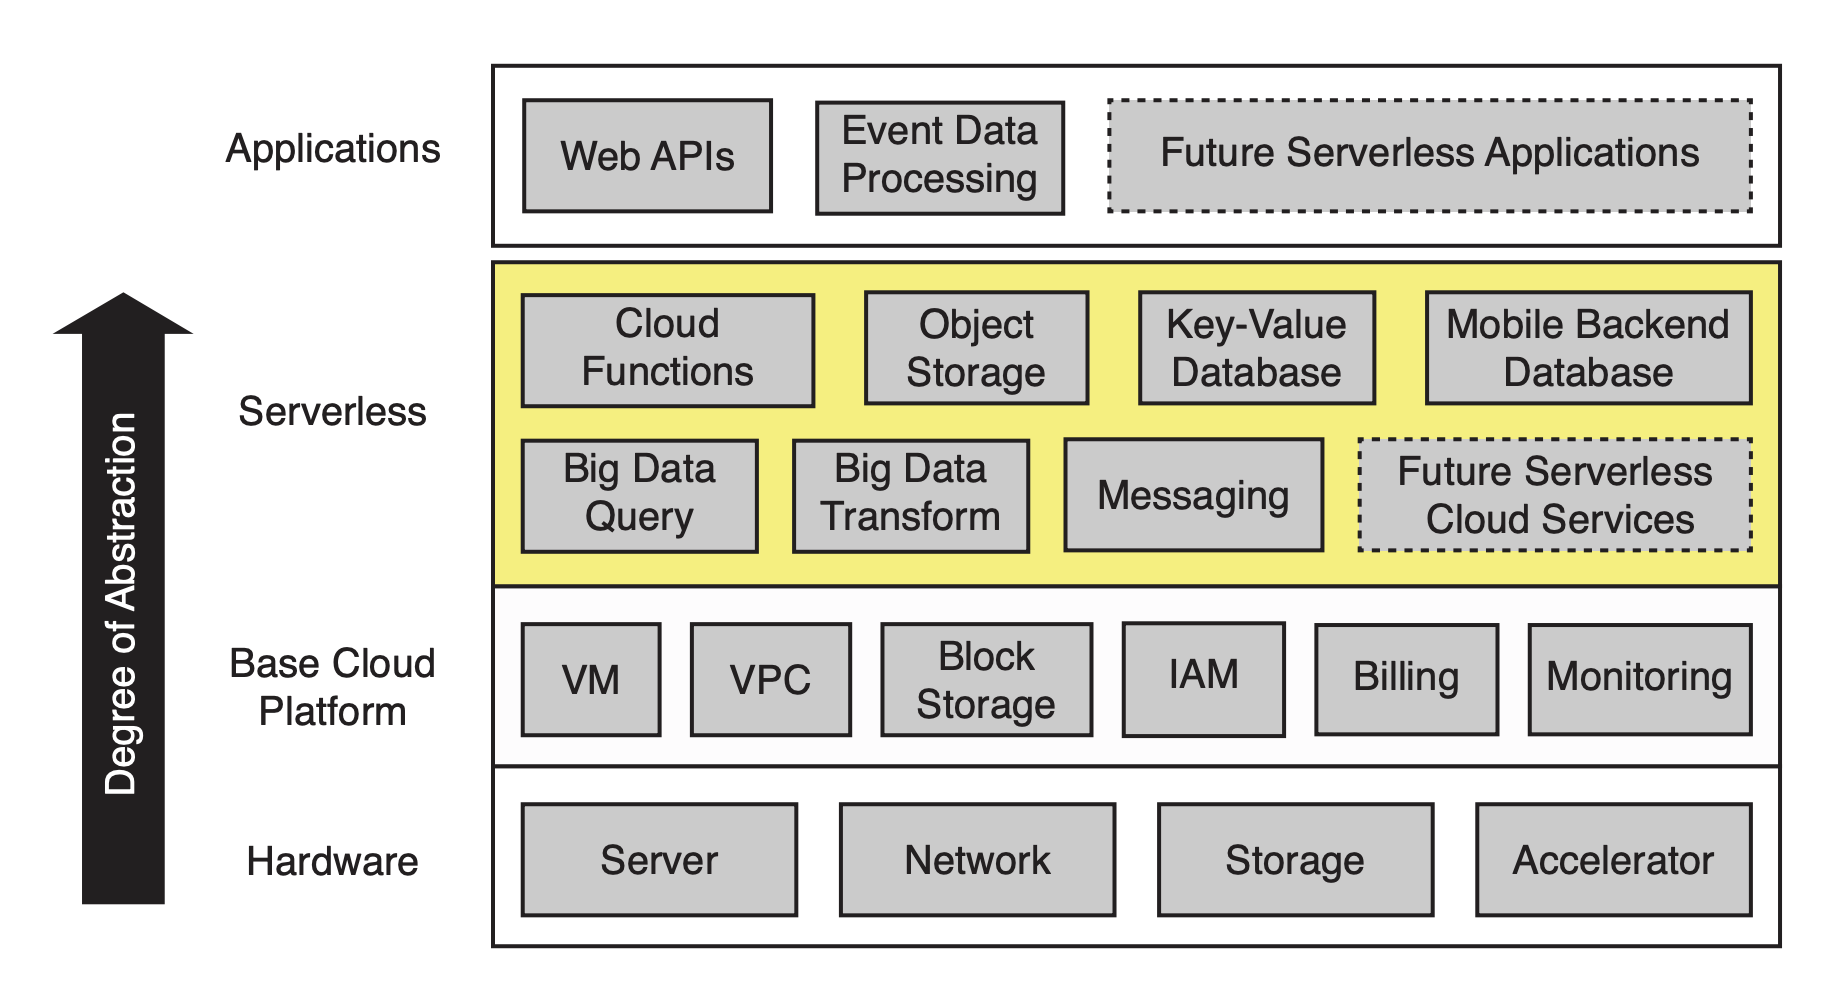 Applications
Web APIs
Event Data
Processing
Future Serverless Applications
Degree of Abstraction
Serverless
Cloud
Functions
Object
Storage
Key-Value
Database
Mobile Backend
Database
Big Data
Query
Big Data
Transform
Messaging
Future Serverless
Cloud Services
Base Cloud
Platform
VM
VPC
Block
Storage
IAM
Billing
Monitoring
Hardware
Server
Network
Storage
Accelerator